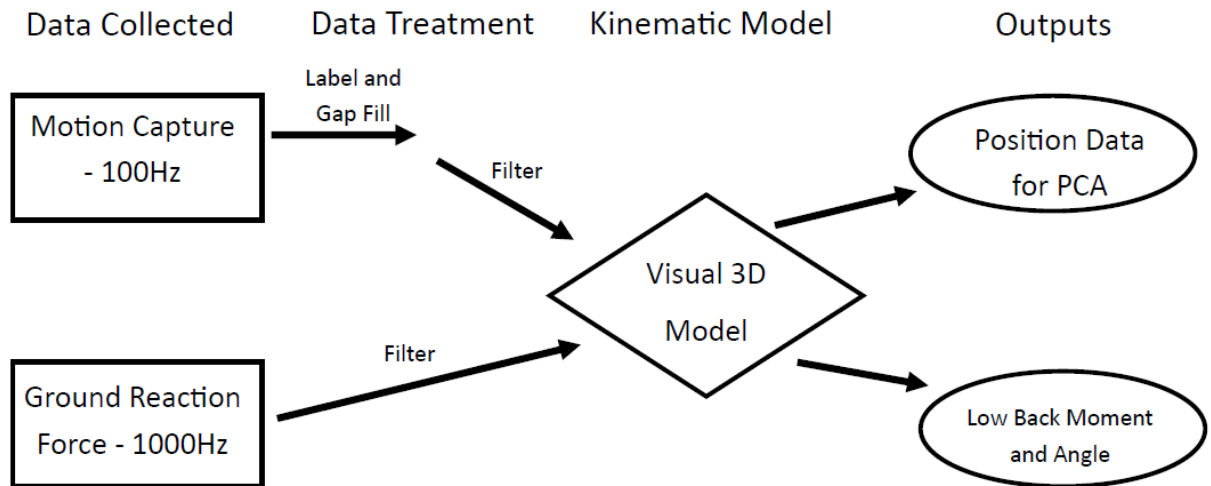 Data Collected
Data Treatment
Kinematic Model
Outputs
Label and
Gap Fill
Motion Capture
- 100Hz
Filter
Position Data
for PCA
Visual 3D
Model
Filter
Ground Reaction
Force - 1000Hz
Low Back Moment
and Angle